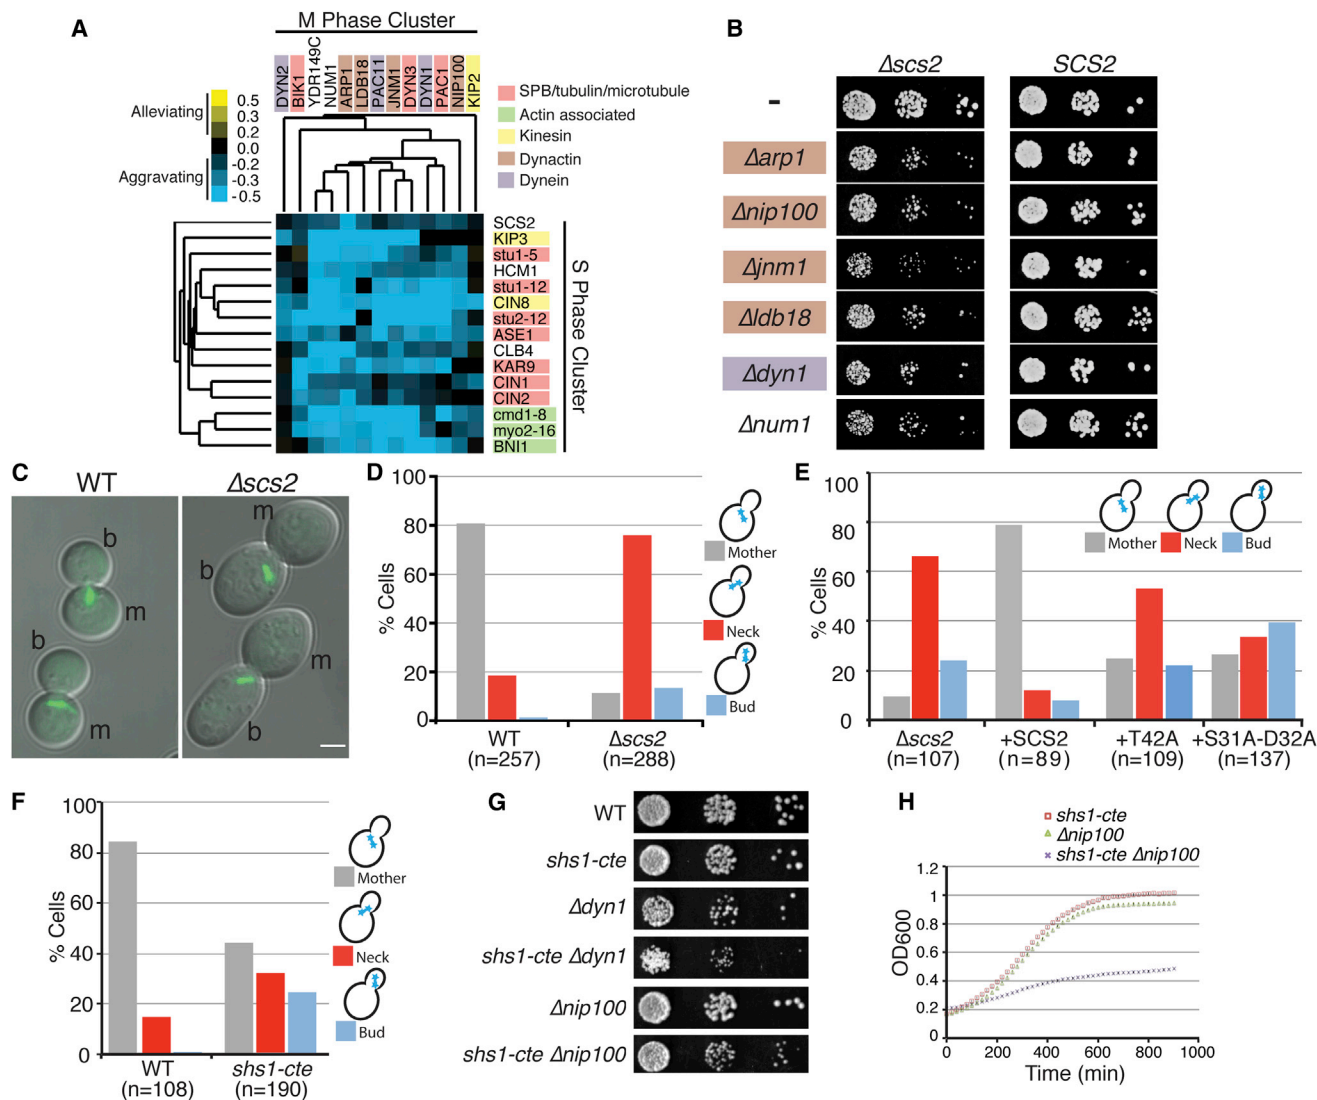 A
M Phase Cluster
DYN2
BIK1
YDR149C
NUM1
ARP1
LDB18
PAC11
JNM1
DYN3
DYN1
PAC1
NIP100
KIP2
Alleviating
Aggravating
0.5
0.3
0.2
0.0
-0.2
-0.3
-0.5
SPB/tubulin/microtubule
Actin associated
Kinesin
Dynactin
Dynein
SCS2
KIP3
stu1-5
HCM1
stu1-12
CIN8
stu2-12
ASE1
CLB4
KAR9
CIN1
CIN2
cmd1-8
myo2-16
BNI1
S Phase Cluster
B
Δscs2
SCS2
-
Δarp1
Δnip100
Δjnm1
Δldb18
Δdyn1
Δnum1
C
WT
Δscs2
b
m
b
m
m
b
m
b
D
% Cells
100
80
60
40
20
0
WT
(n=257)
Δscs2
(n=288)
Mother
Neck
Bud
E
% Cells
100
80
60
40
20
0
Mother
Neck
Bud
Δscs2
(n=107)
+SCS2
(n=89)
+T42A
(n=109)
+S31A-D32A
(n=137)
F
% Cells
100
80
60
40
20
0
WT
(n=108)
shs1-cte
(n=190)
Mother
Neck
Bud
G
WT
shs1-cte
Δdyn1
shs1-cte Δdyn1
Δnip100
shs1-cte Δnip100
H
shs1-cte
Δnip100
shs1-cte Δnip100
OD600
1.2
1
0.8
0.6
0.4
0.2
0
0
200
400
600
800
1000
Time (min)